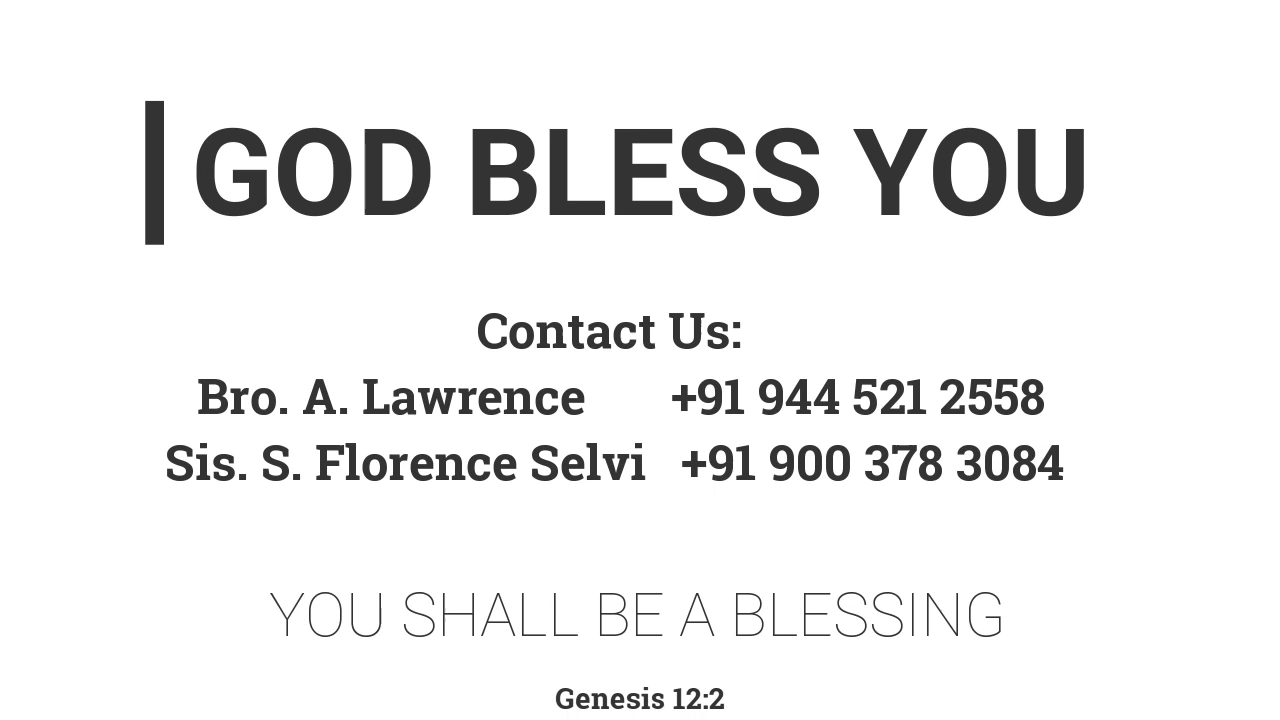 GOD BLESS YOU
Contact Us:
Bro. A. Lawrence +91 944 521 2558
Sis. S. Florence Selvi +91 900 378 3084
YOU SHALL BE A BLESSING
Genesis 12:2